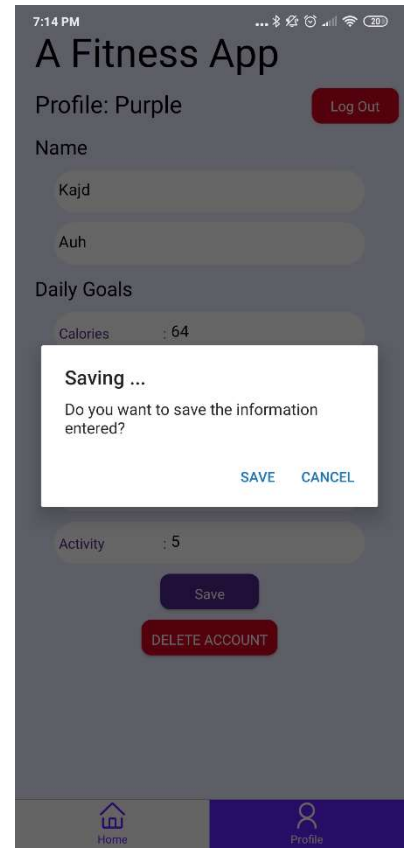 7:14 PM ... 20
A Fitness App
Profile: Purple
Log Out
Name
Kajd
Auh
Daily Goals
Calories : 64
Saving ...
Do you want to save the information
entered?
SAVE CANCEL
Activity : 5
Save
DELETE ACCOUNT
Home Profile